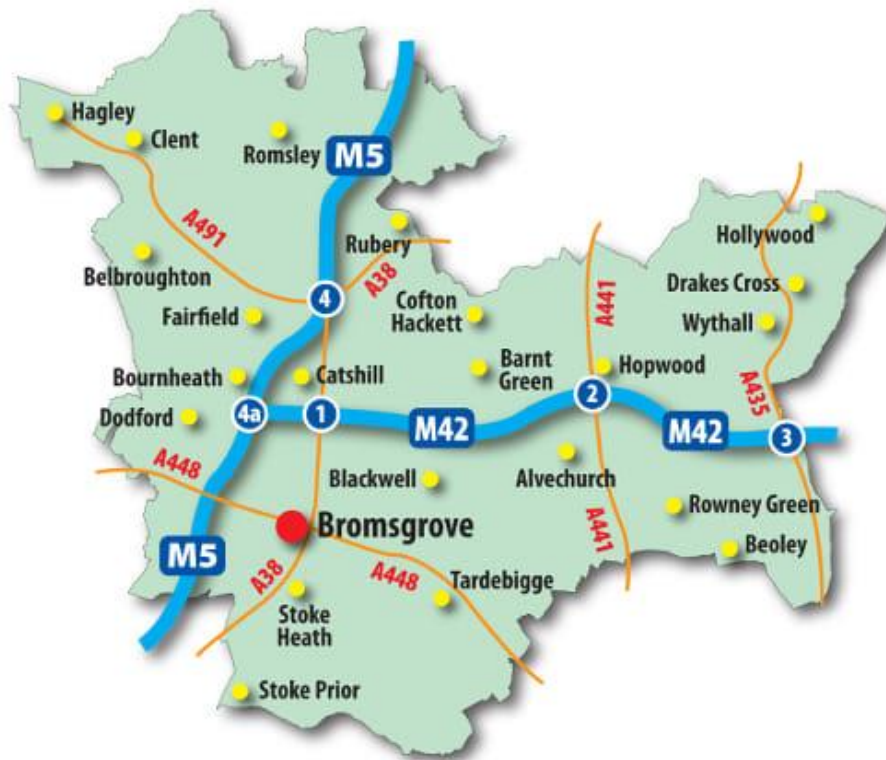 Hagley
Clent
Romsley
M5
Hollywood
Rubery
A491
Belbroughton
A38
Drakes Cross
4
A441
Cofton
Hackett
Fairfield
Wythall
Barnt
Green
Hopwood
Bournheath
Catshill
A435
2
Dodford
4a
1
M42
M42
3
A448
Blackwell
Alvechurch
Rowney Green
Bromsgrove
A441
Beoley
M5
A38
A448
Tardebigge
Stoke
Heath
Stoke Prior